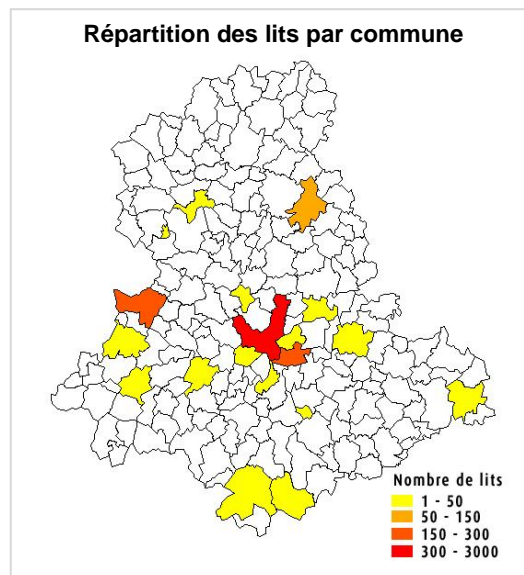 Répartition des lits par commune
Nombre de lits
1 - 50
50 - 150
150 - 300
300 - 3000